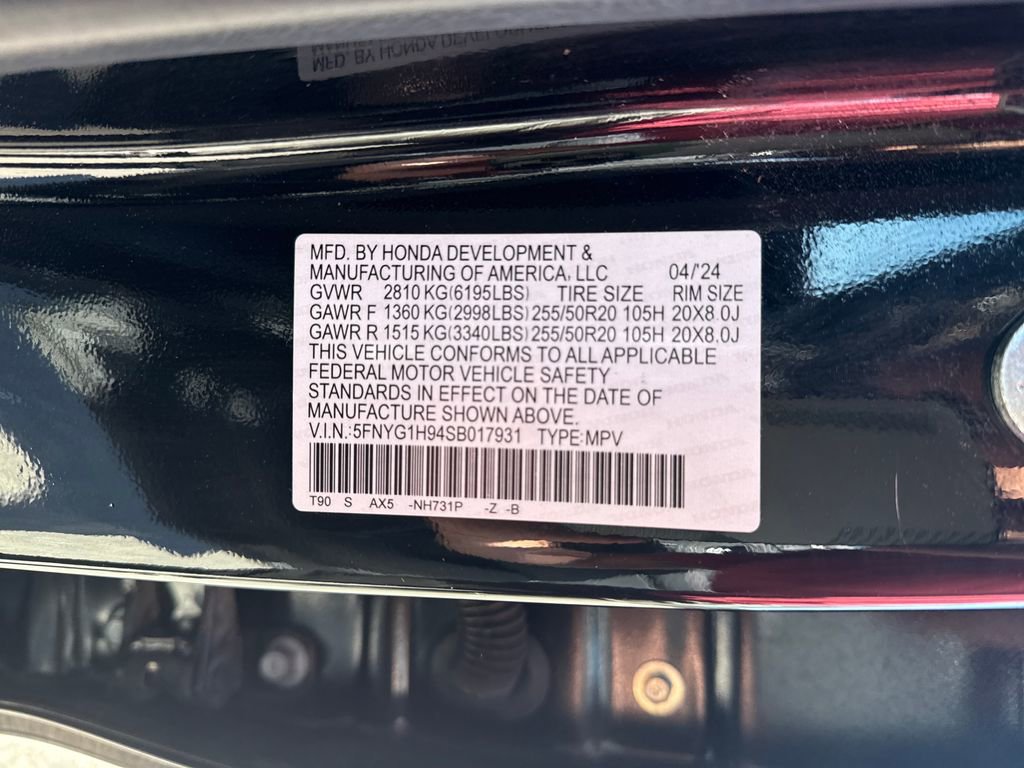 MFD. BY HONDA DEVELOPMENT &
MANUFACTURING OF AMERICA, LLC 04/'24
GVWR 2810 KG(6195LBS) TIRE SIZE RIM SIZE
GAWR F 1360 KG(2998LBS) 255/50R20 105H 20X8.0J
GAWR R 1515 KG(3340LBS) 255/50R20 105H 20X8.0J
THIS VEHICLE CONFORMS TO ALL APPLICABLE
FEDERAL MOTOR VEHICLE SAFETY
STANDARDS IN EFFECT ON THE DATE OF
MANUFACTURE SHOWN ABOVE.
V.I.N.:5FNYG1H94SB017931 TYPE:MPV
T90 S AX5 -NH731P -Z -B